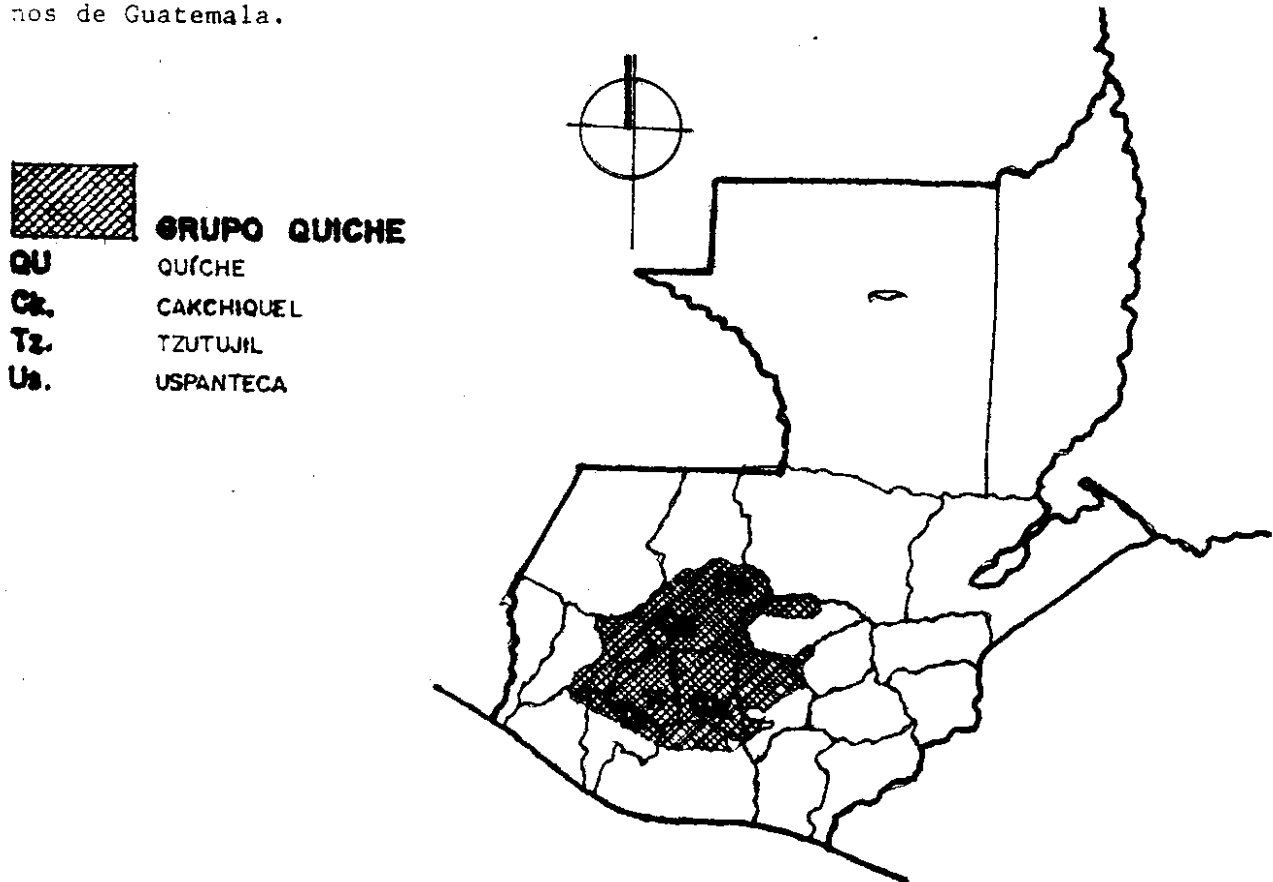 nos de Guatemala.
GRUPO QUICHE
QU QUÍCHE
Ck. CAKCHIQUEL
Tz. TZUTUJIL
Us. USPANTECA